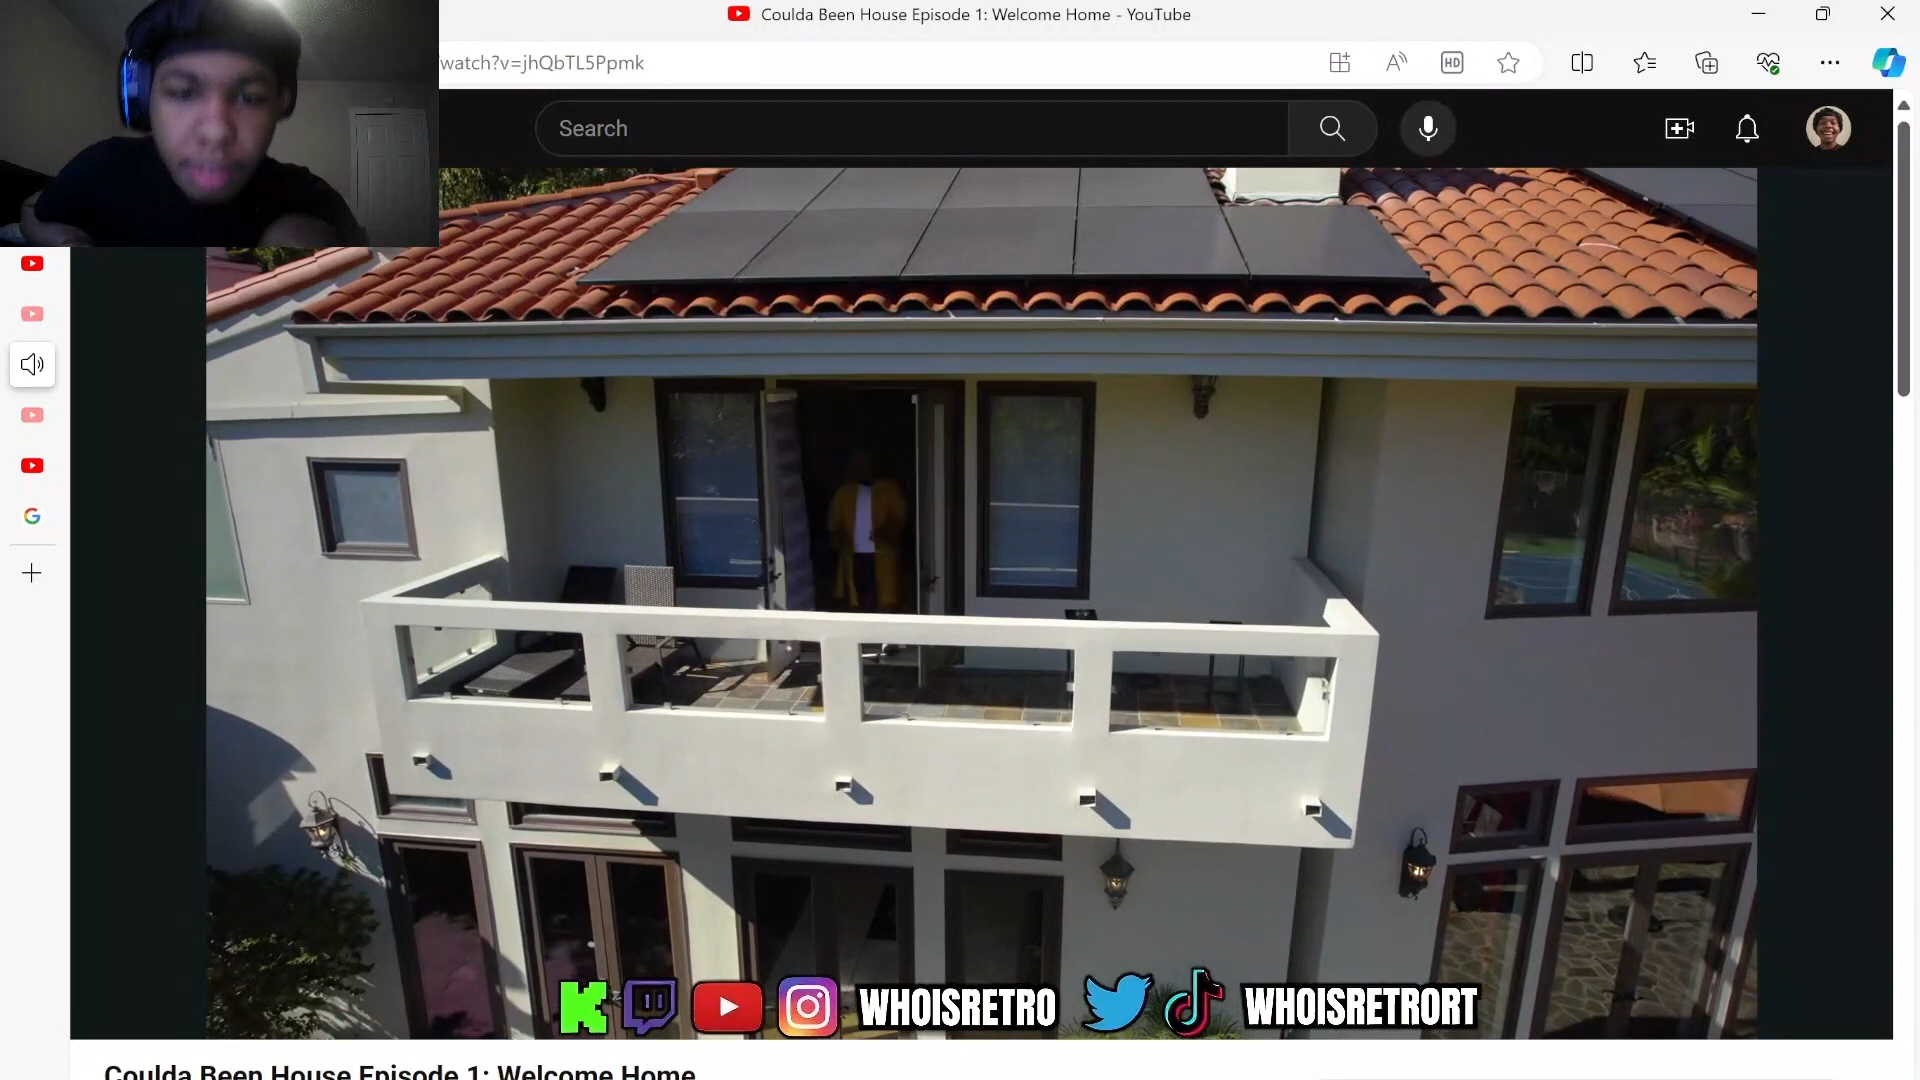 Coulda Been House Episode 1: Welcome Home - YouTube
watch?v=jhQbTL5Ppmk
HD
Search
WHOISRETRO
WHOISRETRORT
Coulda Been House Episode 1: Welcome Home